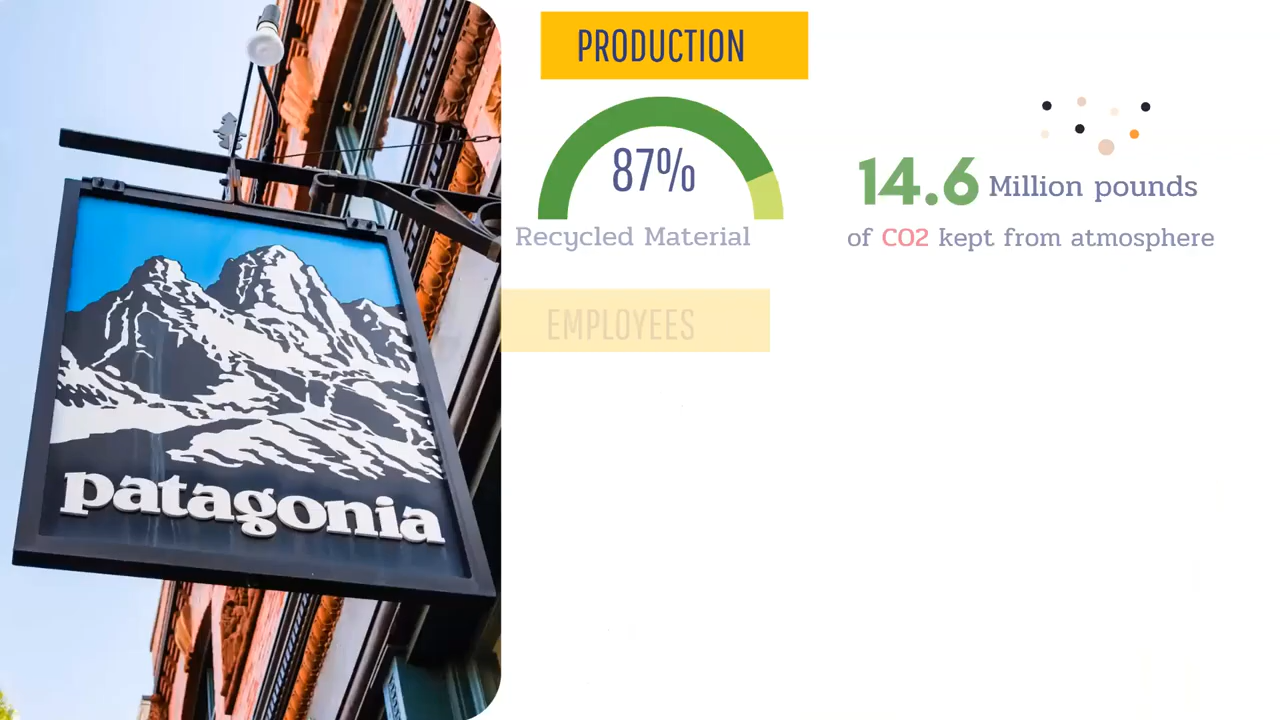 patagonia
PRODUCTION
87%
Recycled Material
14.6 Million pounds
of CO2 kept from atmosphere
EMPLOYEES